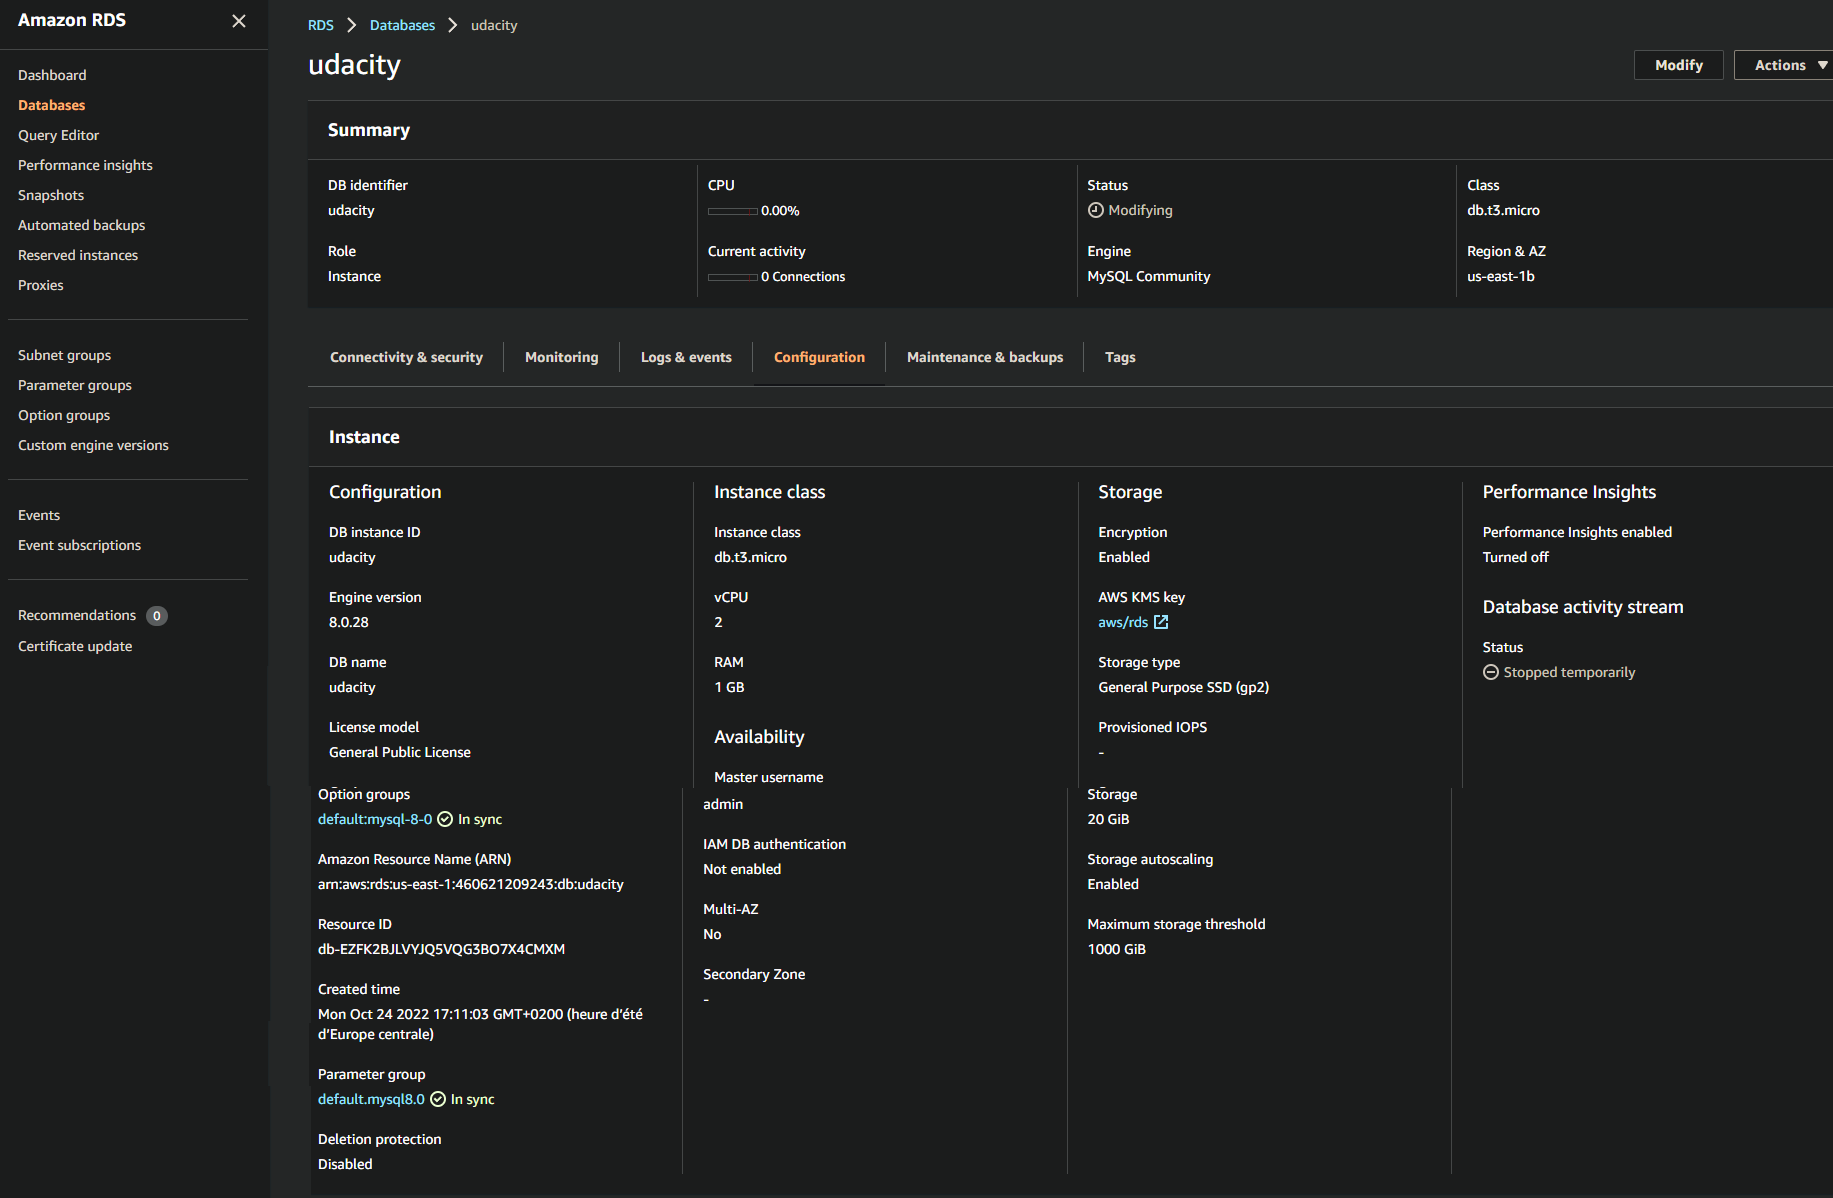 Amazon RDS
Dashboard
Databases
Query Editor
Performance insights
Snapshots
Automated backups
Reserved instances
Proxies
Subnet groups
Parameter groups
Option groups
Custom engine versions
Events
Event subscriptions
Recommendations 0
Certificate update
RDS > Databases > udacity
udacity
Modify
Actions
Summary
DB identifier
udacity
Role
Instance
CPU
0.00%
Current activity
0 Connections
Status
Modifying
Engine
MySQL Community
Class
db.t3.micro
Region & AZ
us-east-1b
Connectivity & security
Monitoring
Logs & events
Configuration
Maintenance & backups
Tags
Instance
Configuration
DB instance ID
udacity
Engine version
8.0.28
DB name
udacity
License model
General Public License
Option groups
default:mysql-8-0 In sync
Amazon Resource Name (ARN)
arn:aws:rds:us-east-1:460621209243:db:udacity
Resource ID
db-EZFK2BJLVYJQ5VQG3BO7X4CMXM
Created time
Mon Oct 24 2022 17:11:03 GMT+0200 (heure d’été
d’Europe centrale)
Parameter group
default.mysql8.0 In sync
Deletion protection
Disabled
Instance class
Instance class
db.t3.micro
vCPU
2
RAM
1 GB
Availability
Master username
admin
IAM DB authentication
Not enabled
Multi-AZ
No
Secondary Zone
-
Storage
Encryption
Enabled
AWS KMS key
aws/rds
Storage type
General Purpose SSD (gp2)
Provisioned IOPS
-
Storage
20 GiB
Storage autoscaling
Enabled
Maximum storage threshold
1000 GiB
Performance Insights
Performance Insights enabled
Turned off
Database activity stream
Status
Stopped temporarily